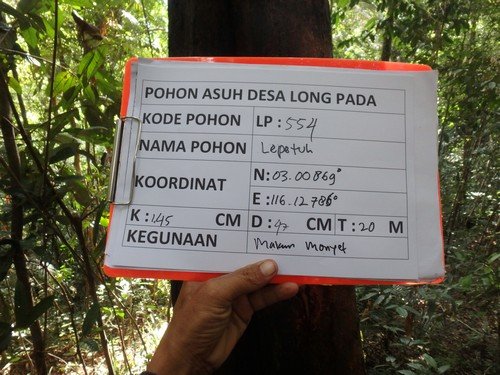 POHON ASUH DESA LONG PADA
KODE POHON LP : 554
NAMA POHON Lepatuh
KOORDINAT N : 03.00869°
E : 116.12786°
K : 145 CM D : 47 CM T : 20 M
KEGUNAAN Makan Monyet